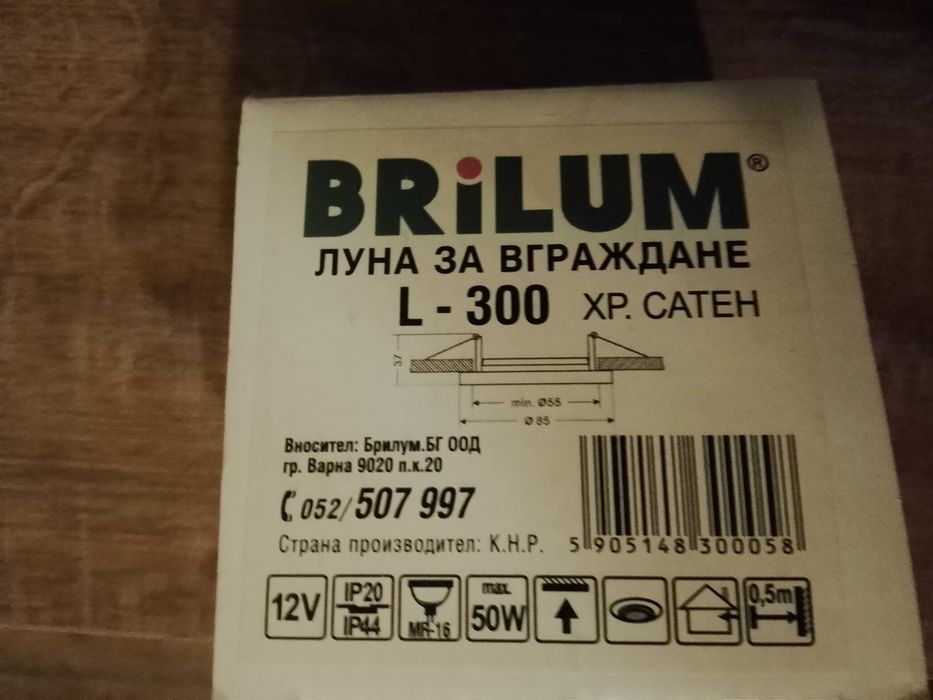 BRiLUM®
ЛУНА ЗА ВГРАЖДАНЕ
L - 300 ХР. САТЕН
37
min. Ø55
Ø 85
Вносител: Брилум.БГ ООД
гр. Варна 9020 п.к.20
052/507 997
Страна производител: К.Н.Р.
5 905148 300058
12V
IP20
IP44
MR-16
max.
50W
0,5m